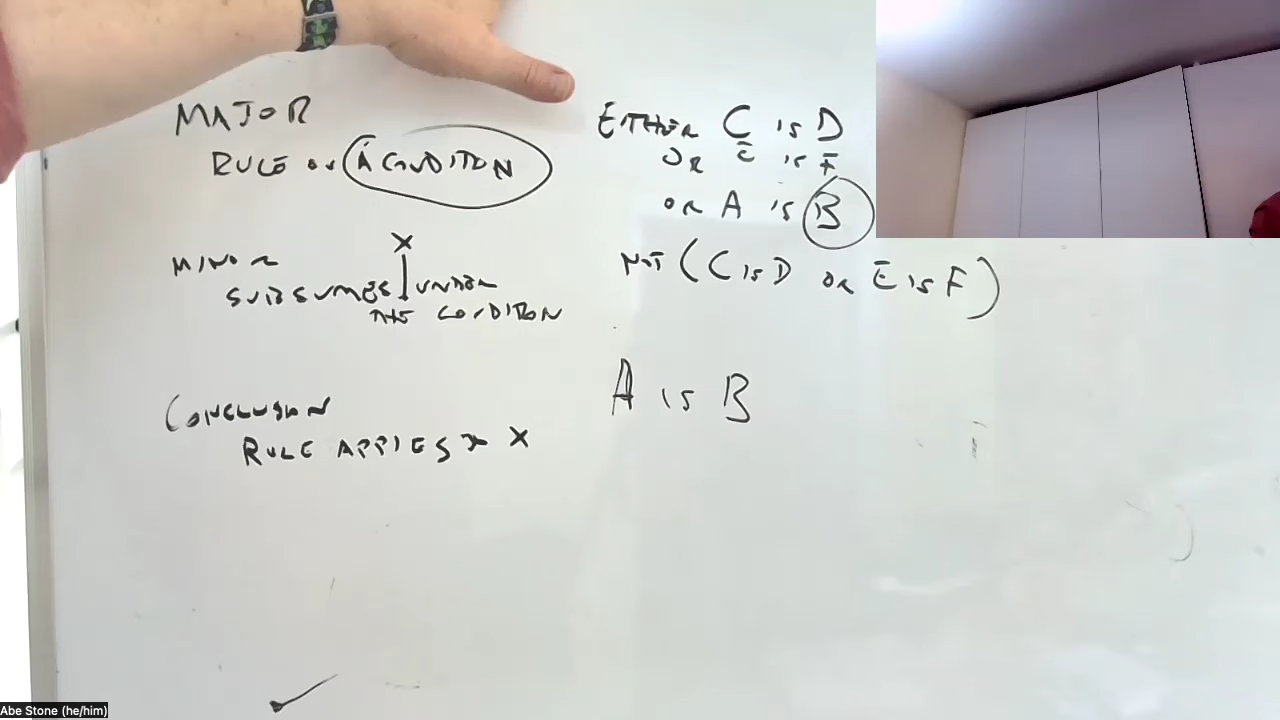 MAJOR
RULE OR A CONDITION
MINOR
X
SUBSUMES UNDER
THE CONDITION
CONCLUSION
RULE APPLIES TO X
EITHER C is D
OR E is F
OR A is B
NOT (C is D OR E is F)
A is B
Abe Stone (he/him)